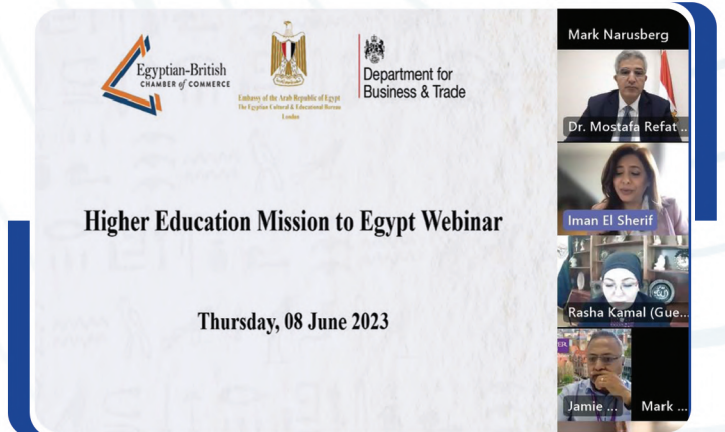 Egyptian-British
CHAMBER of COMMERCE
Embassy of the Arab Republic of Egypt
The Egyptian Cultural & Educational Bureau
London
Department for
Business & Trade
Higher Education Mission to Egypt Webinar
Thursday, 08 June 2023
Mark Narusberg
Dr. Mostafa Refat ..
Iman El Sherif
Rasha Kamal (Gue...
Jamie ...
Mark ...